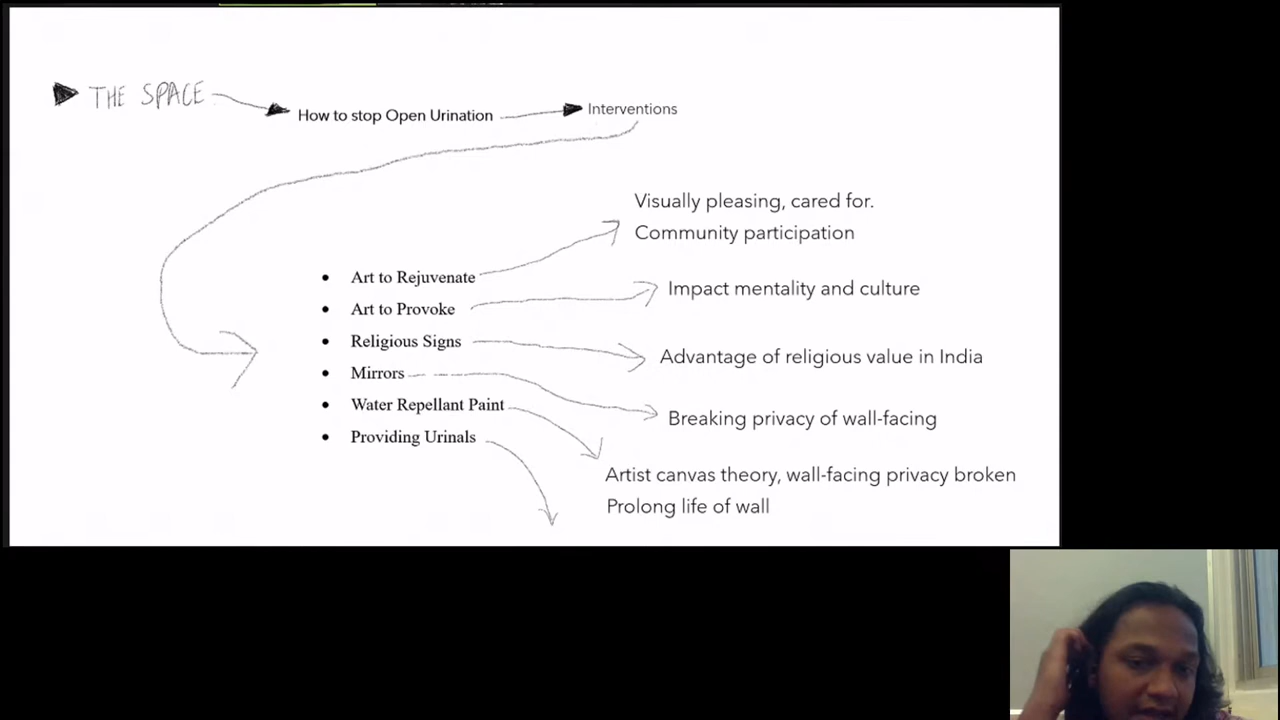 THE SPACE
How to stop Open Urination
Interventions
Visually pleasing, cared for.
Community participation
• Art to Rejuvenate
• Art to Provoke
Impact mentality and culture
• Religious Signs
Advantage of religious value in India
• Mirrors
Breaking privacy of wall-facing
• Water Repellant Paint
• Providing Urinals
Artist canvas theory, wall-facing privacy broken
Prolong life of wall